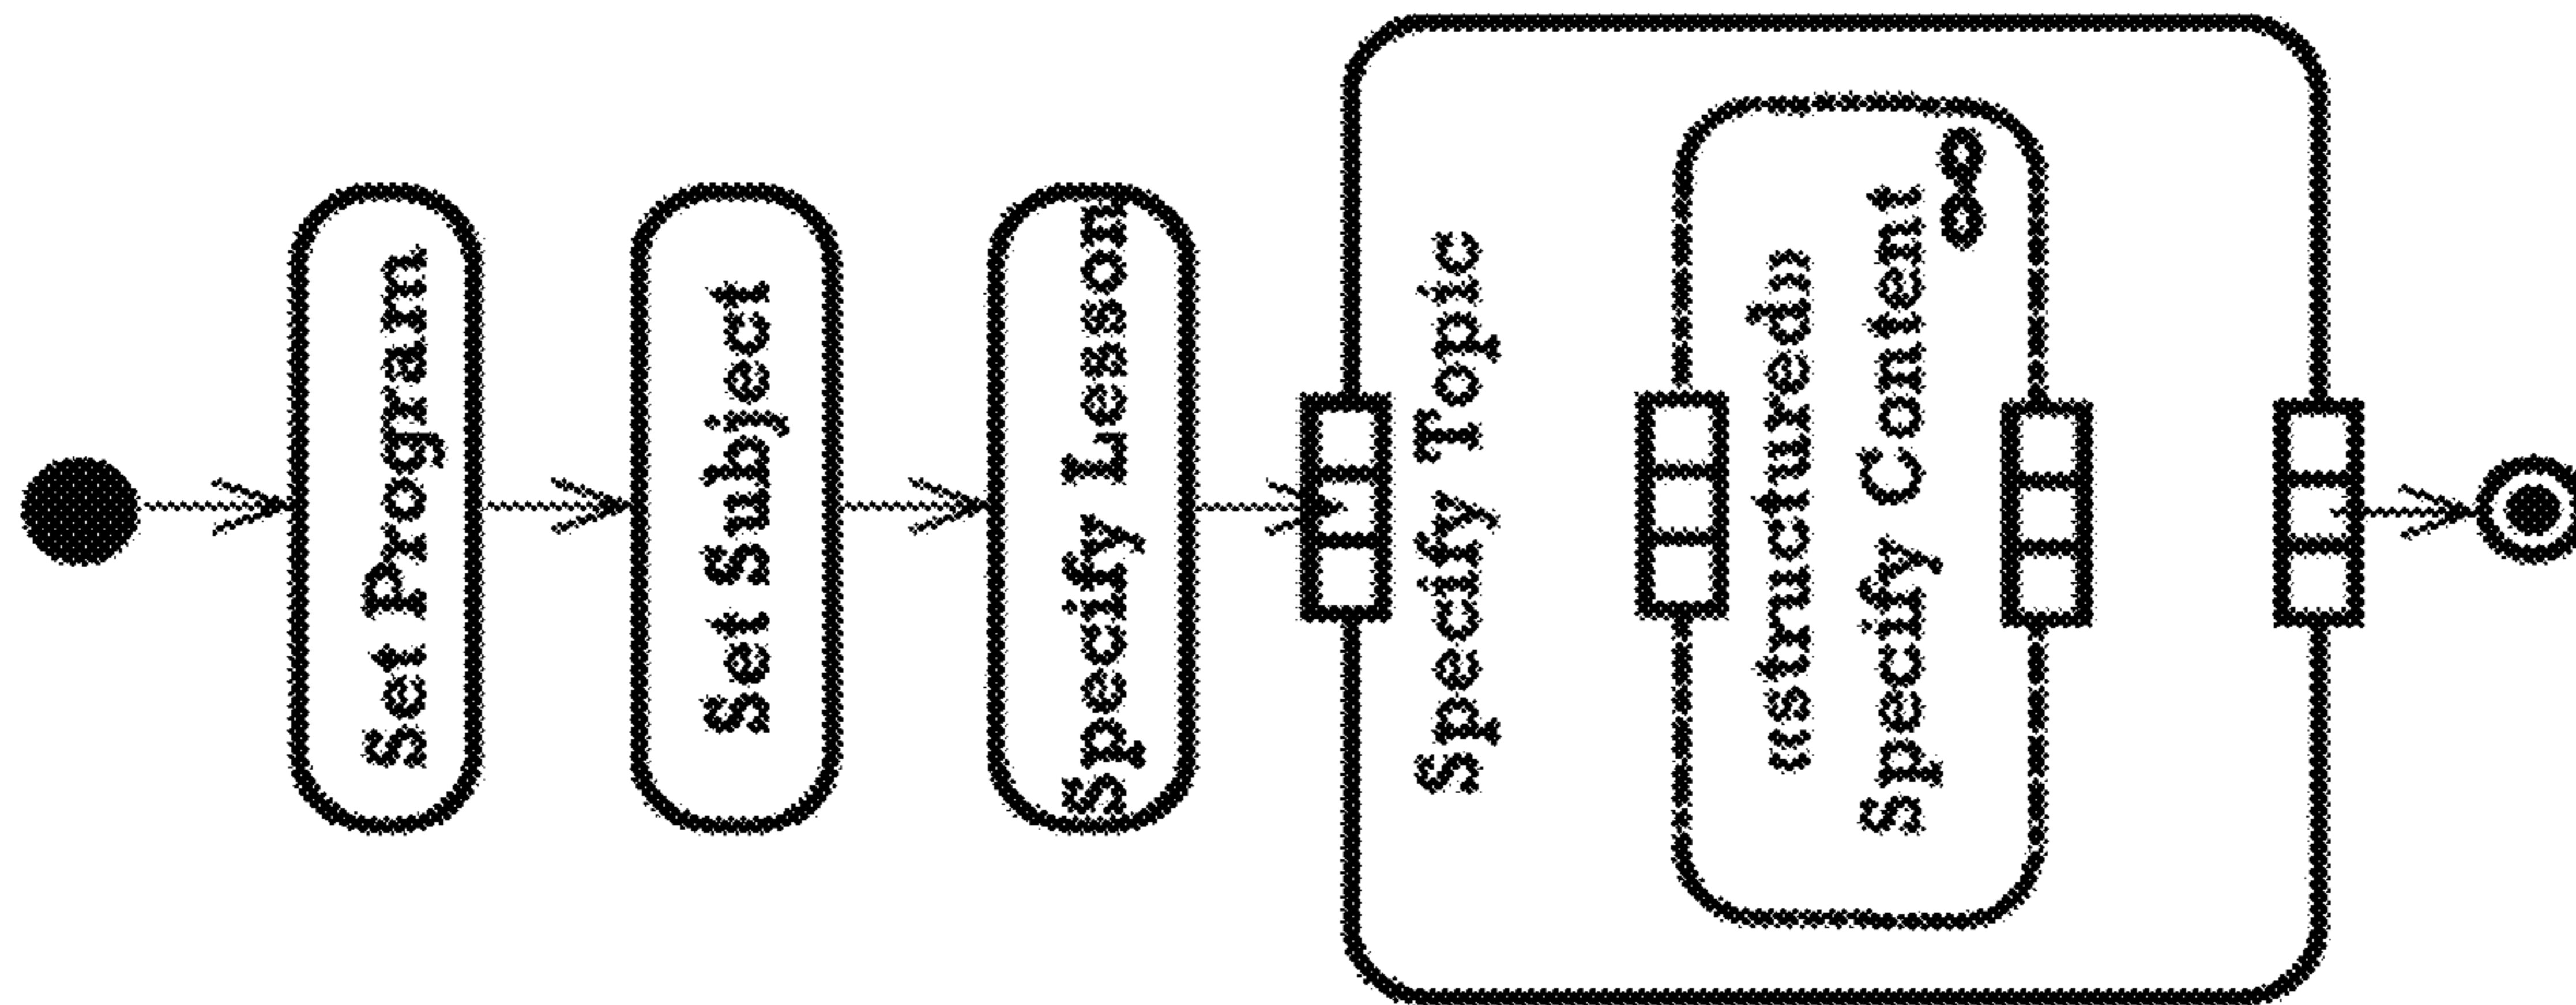 Set Program
Set Subject
Specify Lesson
Specify Topic
«structured»
Specify Content